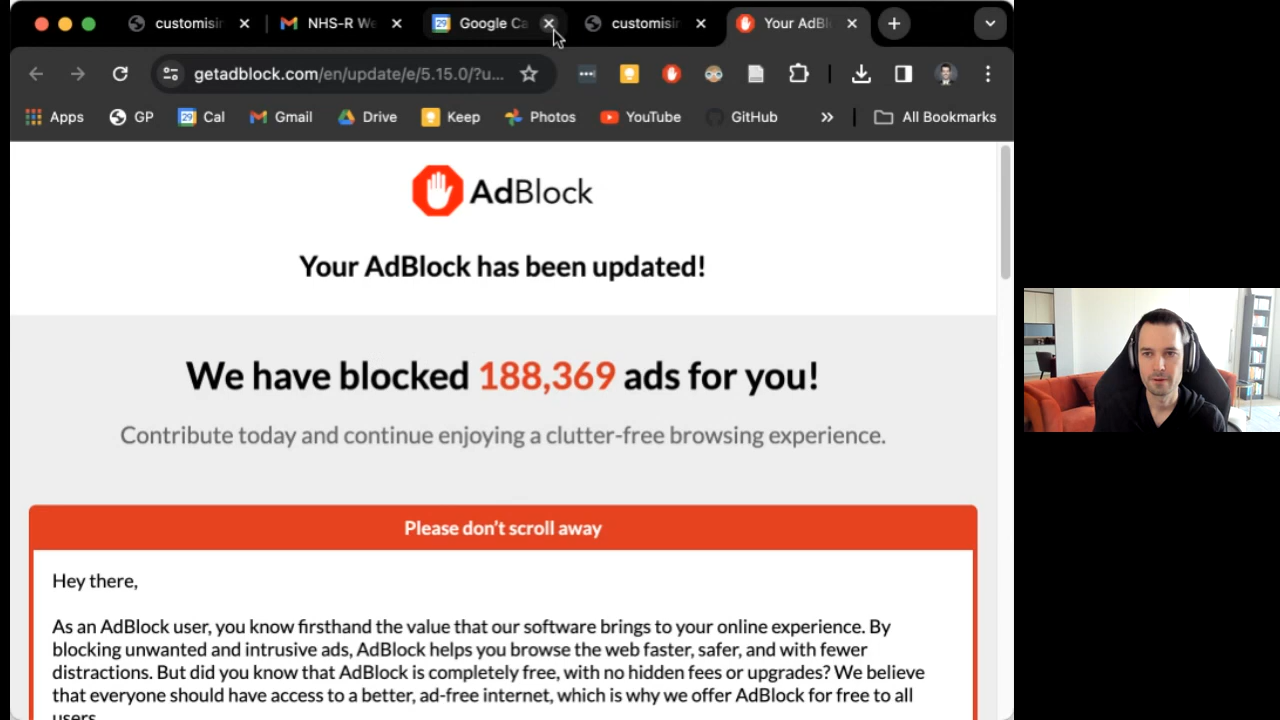 customisin
NHS-R We
Google Ca
customisin
Your AdBl
getadblock.com/en/update/e/5.15.0/?u...
Apps
GP
29
Cal
Gmail
Drive
Keep
Photos
YouTube
GitHub
»
All Bookmarks
AdBlock
Your AdBlock has been updated!
We have blocked 188,369 ads for you!
Contribute today and continue enjoying a clutter-free browsing experience.
Please don't scroll away
Hey there,
As an AdBlock user, you know firsthand the value that our software brings to your online experience. By
blocking unwanted and intrusive ads, AdBlock helps you browse the web faster, safer, and with fewer
distractions. But did you know that AdBlock is completely free, with no hidden fees or upgrades? We believe
that everyone should have access to a better, ad-free internet, which is why we offer AdBlock for free to all
users.